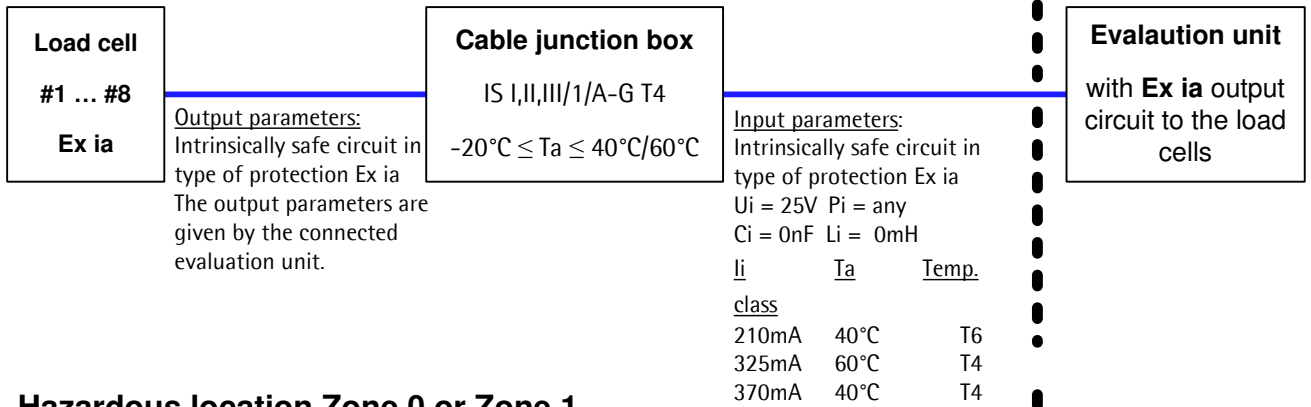 Load cell
#1 … #8
Ex ia
Output parameters:
Intrinsically safe circuit in
type of protection Ex ia
The output parameters are
given by the connected
evaluation unit.
Cable junction box
IS I,II,III/1/A-G T4
-20°C ≤ Ta ≤ 40°C/60°C
Input parameters:
Intrinsically safe circuit in
type of protection Ex ia
Ui = 25V Pi = any
Ci = 0nF Li = 0mH
Ii Ta Temp.
class
210mA 40°C T6
325mA 60°C T4
370mA 40°C T4
Evalaution unit
with Ex ia output
circuit to the load
cells
Hazardous location Zone 0 or Zone 1